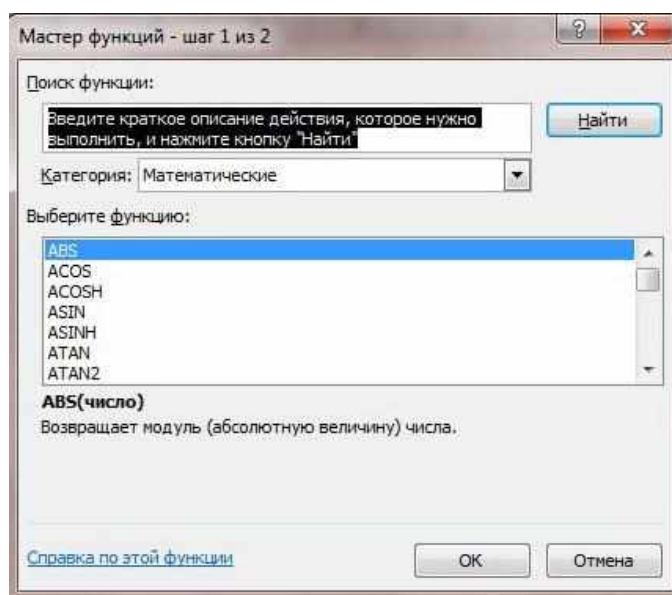 Мастер функций - шаг 1 из 2
Поиск функции:
Введите краткое описание действия, которое нужно
выполнить, и нажмите кнопку "Найти"
Найти
Категория: Математические
Выберите функцию:
ABS
ACOS
ACOSH
ASIN
ASINH
ATAN
ATAN2
ABS(число)
Возвращает модуль (абсолютную величину) числа.
Справка по этой функции
ОК
Отмена